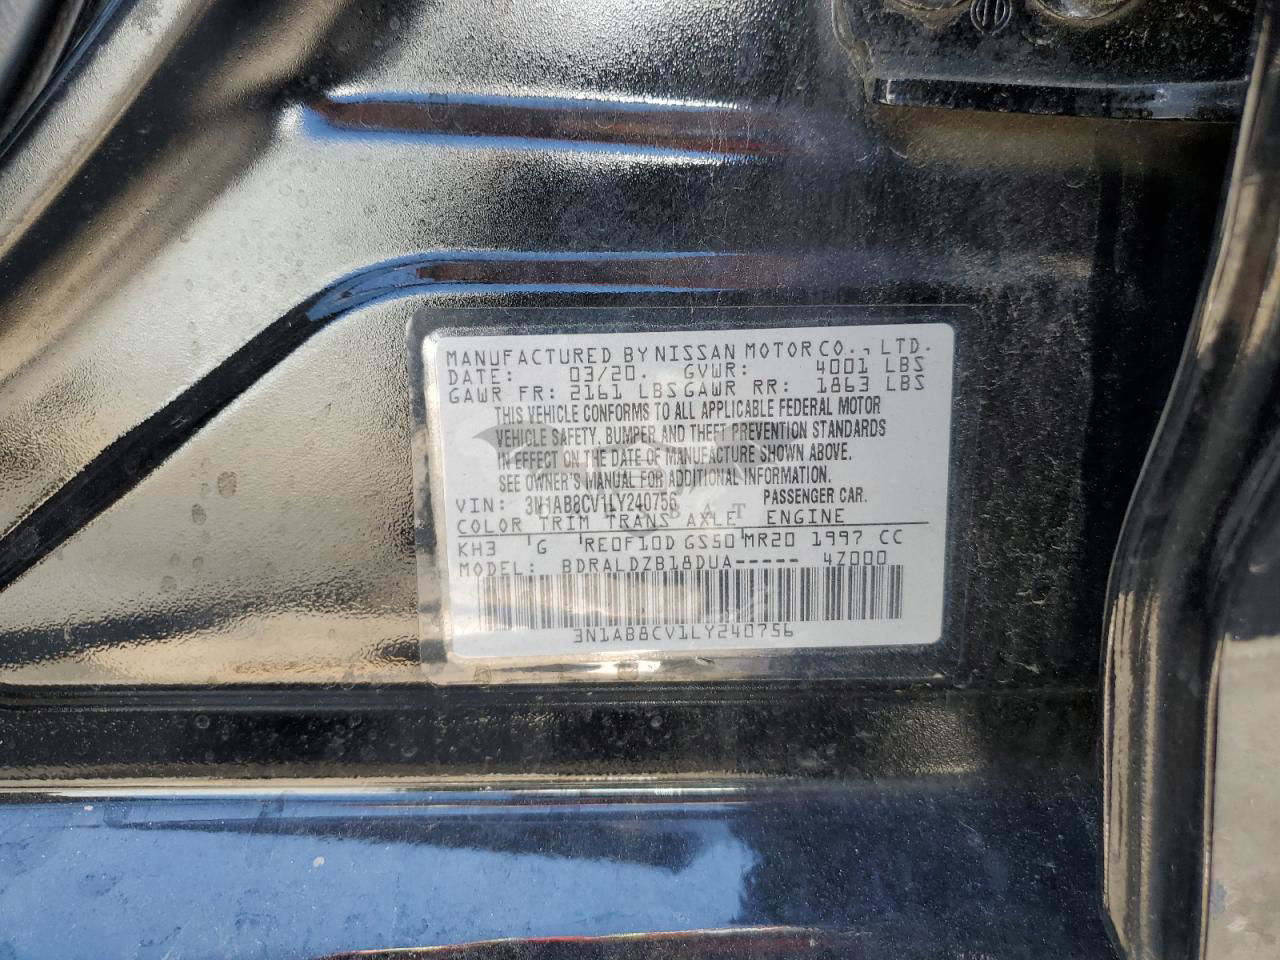 MANUFACTURED BY NISSAN MOTOR CO., LTD.
DATE: 03/20 GVWR: 4001 LBS
GAWR FR: 2161 LBS GAWR RR: 1863 LBS
THIS VEHICLE CONFORMS TO ALL APPLICABLE FEDERAL MOTOR
VEHICLE SAFETY, BUMPER AND THEFT PREVENTION STANDARDS
IN EFFECT ON THE DATE OF MANUFACTURE SHOWN ABOVE.
SEE OWNER'S MANUAL FOR ADDITIONAL INFORMATION.
VIN: 3N1AB8CV1LY240756 PASSENGER CAR.
COLOR TRIM TRANS AXLE ENGINE
KH3 G RE0F10D GS50 MR20 1997 CC
MODEL: BDRALDZB18DUA----- 4Z000
3N1AB8CV1LY240756